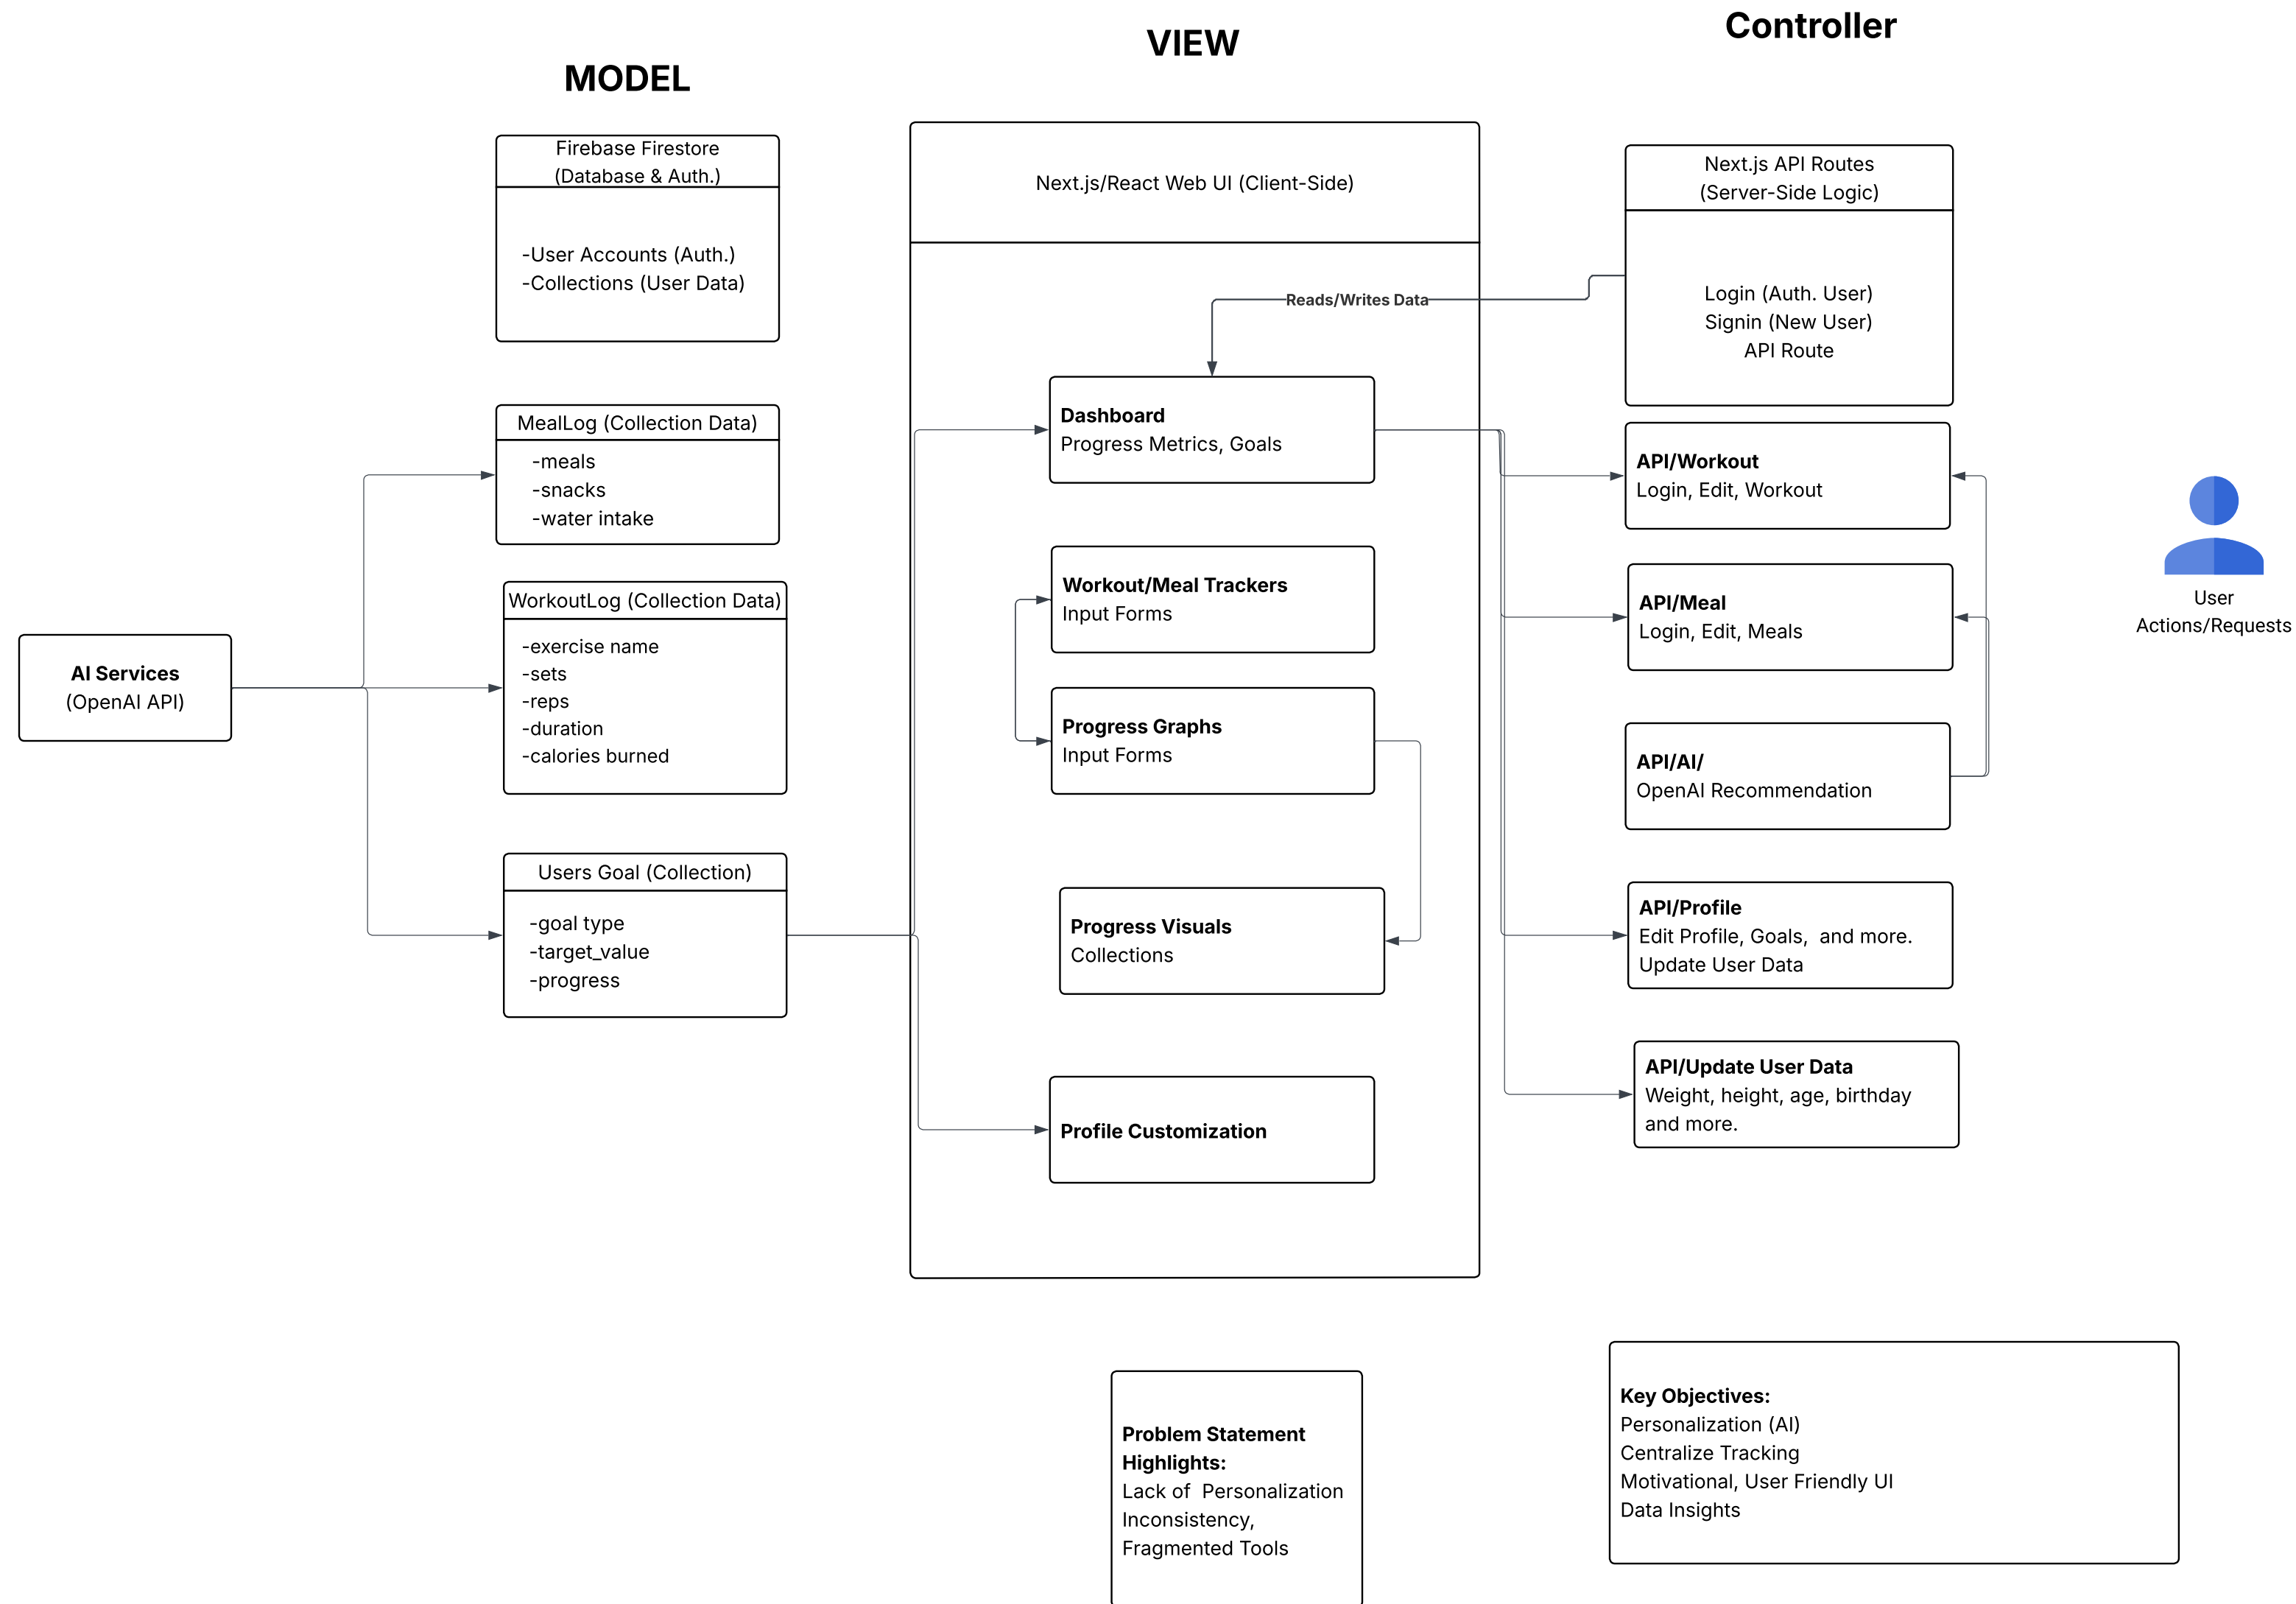 MODEL
VIEW
Controller
Firebase Firestore
(Database & Auth.)
-User Accounts (Auth.)
-Collections (User Data)
MealLog (Collection Data)
-meals
-snacks
-water intake
WorkoutLog (Collection Data)
-exercise name
-sets
-reps
-duration
-calories burned
AI Services
(OpenAI API)
Users Goal (Collection)
-goal type
-target_value
-progress
Next.js/React Web UI (Client-Side)
Reads/Writes Data
Dashboard
Progress Metrics, Goals
Workout/Meal Trackers
Input Forms
Progress Graphs
Input Forms
Progress Visuals
Collections
Profile Customization
Next.js API Routes
(Server-Side Logic)
Login (Auth. User)
Signin (New User)
API Route
API/Workout
Login, Edit, Workout
API/Meal
Login, Edit, Meals
API/AI/
OpenAI Recommendation
API/Profile
Edit Profile, Goals,  and more.
Update User Data
API/Update User Data
Weight, height, age, birthday
and more.
User
Actions/Requests
Problem Statement
Highlights:
Lack of  Personalization
Inconsistency,
Fragmented Tools
Key Objectives:
Personalization (AI)
Centralize Tracking
Motivational, User Friendly UI
Data Insights